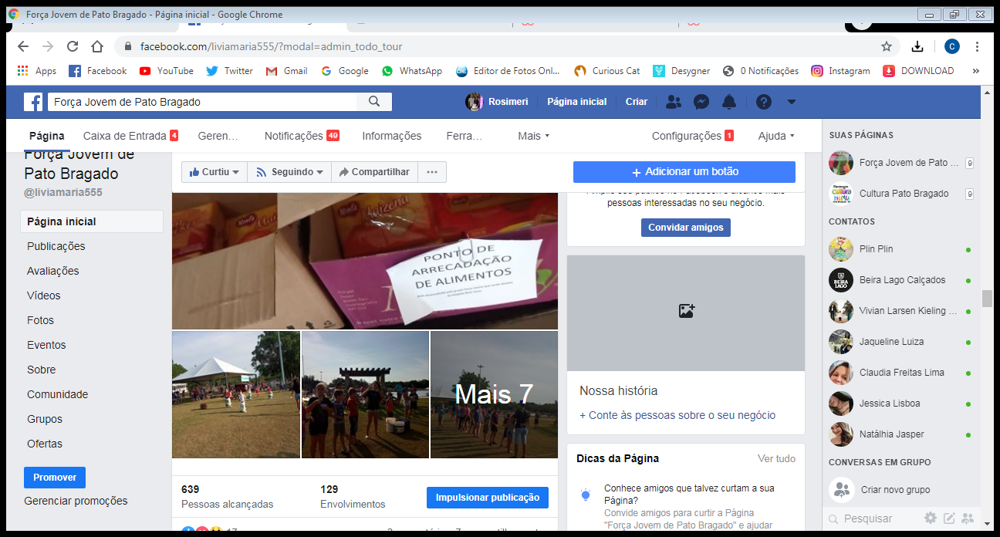 Força Jovem de Pato Bragado - Página inicial - Google Chrome
facebook.com/liviamaria555/?modal=admin_todo_tour
C
Apps Facebook YouTube Twitter Gmail Google WhatsApp Editor de Fotos Onl... Curious Cat Desygner 0 Notificações Instagram DOWNLOAD »
Força Jovem de Pato Bragado
Rosimeri Página inicial Criar
Página Caixa de Entrada 4 Geren... Notificações 49 Informações Ferra... Mais Configurações 1 Ajuda
Força Jovem de
Pato Bragado
@livia​maria555
Página inicial
Publicações
Avaliações
Vídeos
Fotos
Eventos
Sobre
Comunidade
Grupos
Ofertas
Promover
Gerenciar promoções
Curtiu Seguindo Compartilhar ...
+ Adicionar um botão
PONTO DE
ARRECADAÇÃO
DE ALIMENTOS
Maizena
Mais 7
639
Pessoas alcançadas
129
Envolvimentos
Impulsionar publicação
17
pessoas interessadas no seu negócio.
Convidar amigos
Nossa história
+ Conte às pessoas sobre o seu negócio
Dicas da Página Ver tudo
Conhece amigos que talvez curtam a sua
Página?
Convide amigos para curtir a Página
"Força Jovem de Pato Bragado" e ajudar
SUAS PÁGINAS
Força Jovem de Pato ... 9
Cultura Pato Bragado 9
CONTATOS
Plin Plin
Beira Lago Calçados
Vivian Larsen Kieling ...
Jaqueline Luiza
Claudia Freitas Lima
Jessica Lisboa
Natálhia Jasper
CONVERSAS EM GRUPO
Criar novo grupo
Pesquisar